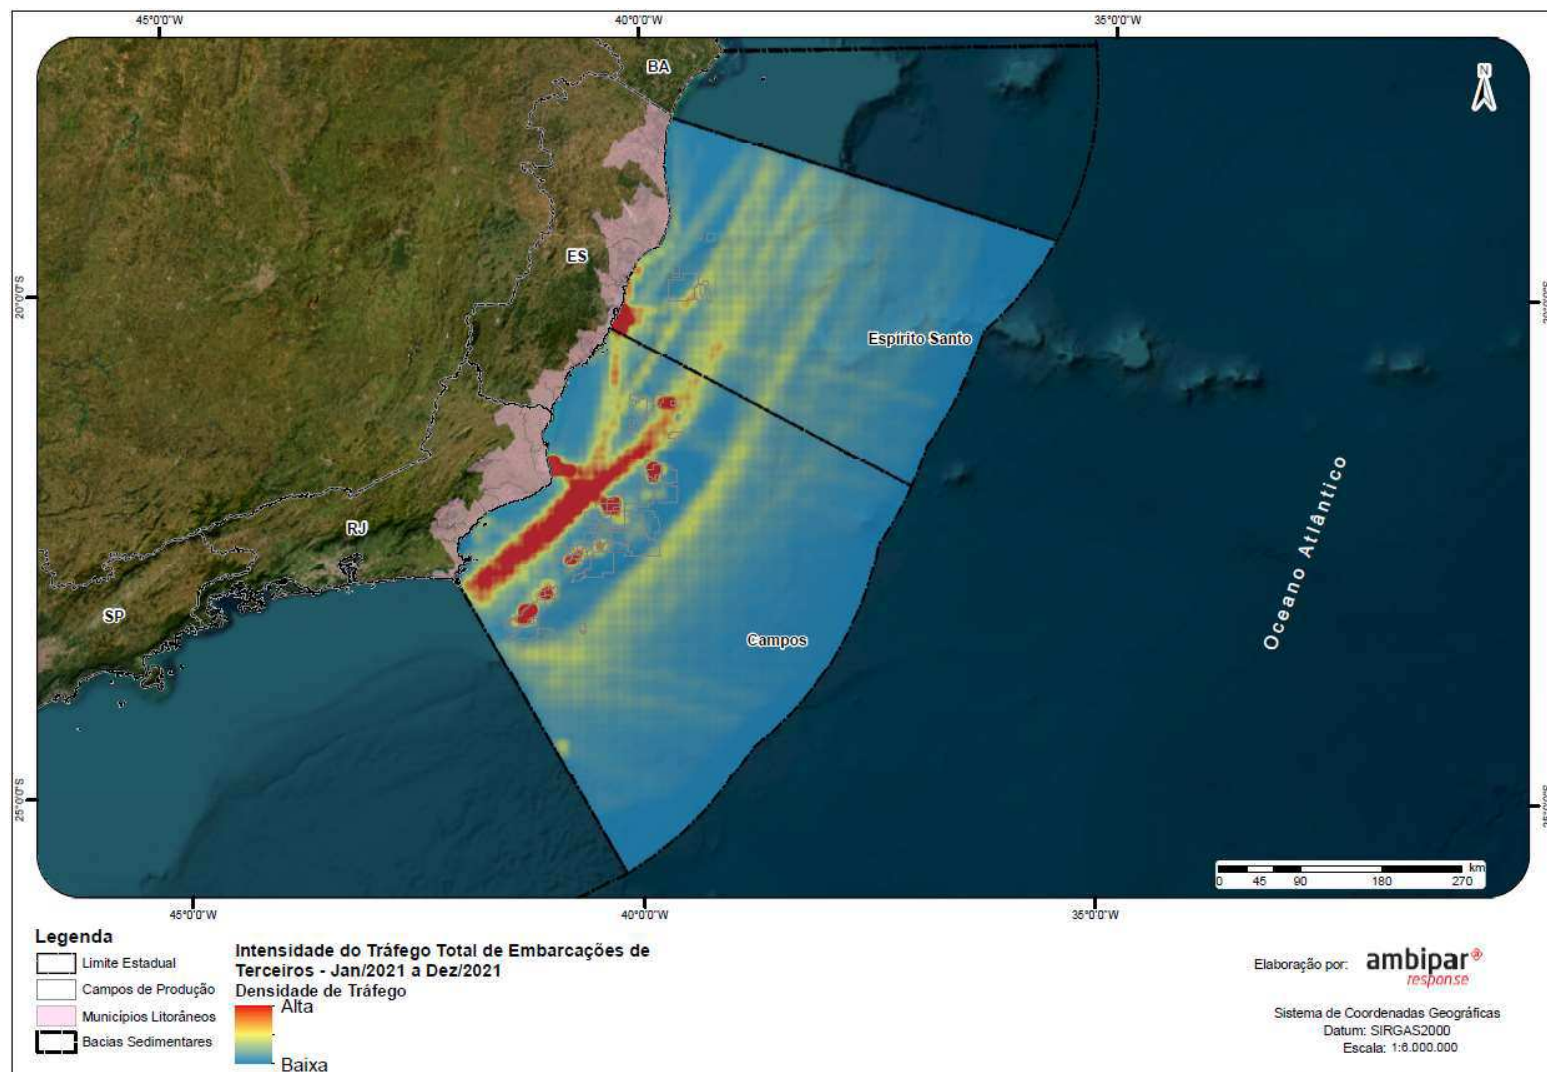 45°0'0"W
40°0'0"W
35°0'0"W
N
BA
ES
20°0'0"S
Espírito Santo
RJ
SP
Oceano Atlântico
Campos
25°0'0"S
km
0 45 90 180 270
45°0'0"W
40°0'0"W
35°0'0"W
Legenda
Limite Estadual
Campos de Produção
Municípios Litorâneos
Bacias Sedimentares
Intensidade do Tráfego Total de Embarcações de
Terceiros - Jan/2021 a Dez/2021
Densidade de Tráfego
Alta
Baixa
Elaboração por:
ambipar
response
Sistema de Coordenadas Geográficas
Datum: SIRGAS2000
Escala: 1:6.000.000